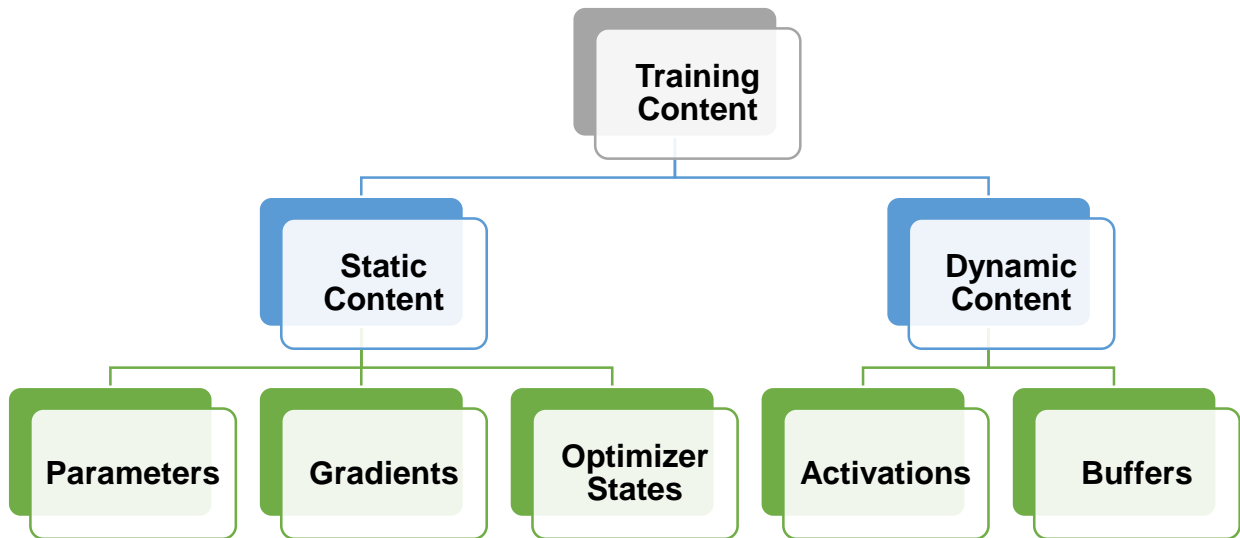 Training
Content
Static
Content
Dynamic
Content
Parameters
Gradients
Optimizer
States
Activations
Buffers